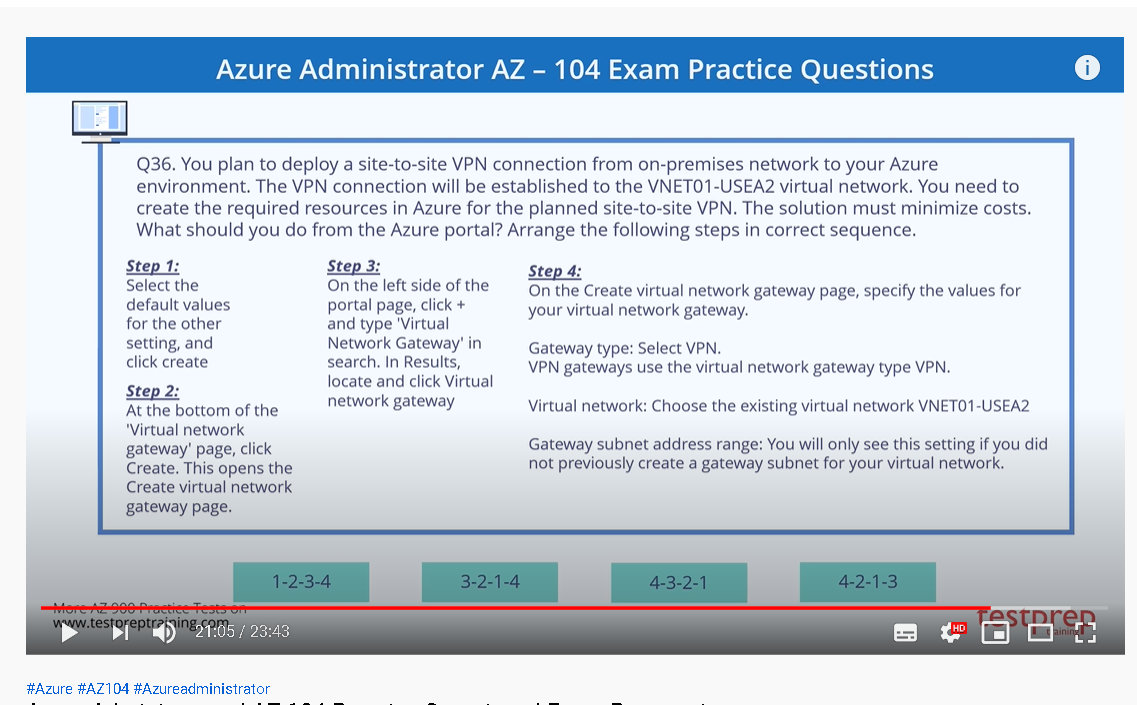 Azure Administrator AZ – 104 Exam Practice Questions
i
Q36. You plan to deploy a site-to-site VPN connection from on-premises network to your Azure
environment. The VPN connection will be established to the VNET01-USEA2 virtual network. You need to
create the required resources in Azure for the planned site-to-site VPN. The solution must minimize costs.
What should you do from the Azure portal? Arrange the following steps in correct sequence.
Step 1:
Select the
default values
for the other
setting, and
click create
Step 2:
At the bottom of the
'Virtual network
gateway' page, click
Create. This opens the
Create virtual network
gateway page.
Step 3:
On the left side of the
portal page, click +
and type 'Virtual
Network Gateway' in
search. In Results,
locate and click Virtual
network gateway
Step 4:
On the Create virtual network gateway page, specify the values for
your virtual network gateway.
Gateway type: Select VPN.
VPN gateways use the virtual network gateway type VPN.
Virtual network: Choose the existing virtual network VNET01-USEA2
Gateway subnet address range: You will only see this setting if you did
not previously create a gateway subnet for your virtual network.
1-2-3-4
3-2-1-4
4-3-2-1
4-2-1-3
More AZ 900 Practice Tests on
www.testpreptraining.com
testprep
training
21:05 / 23:43
HD
#Azure #AZ104 #Azureadministrator